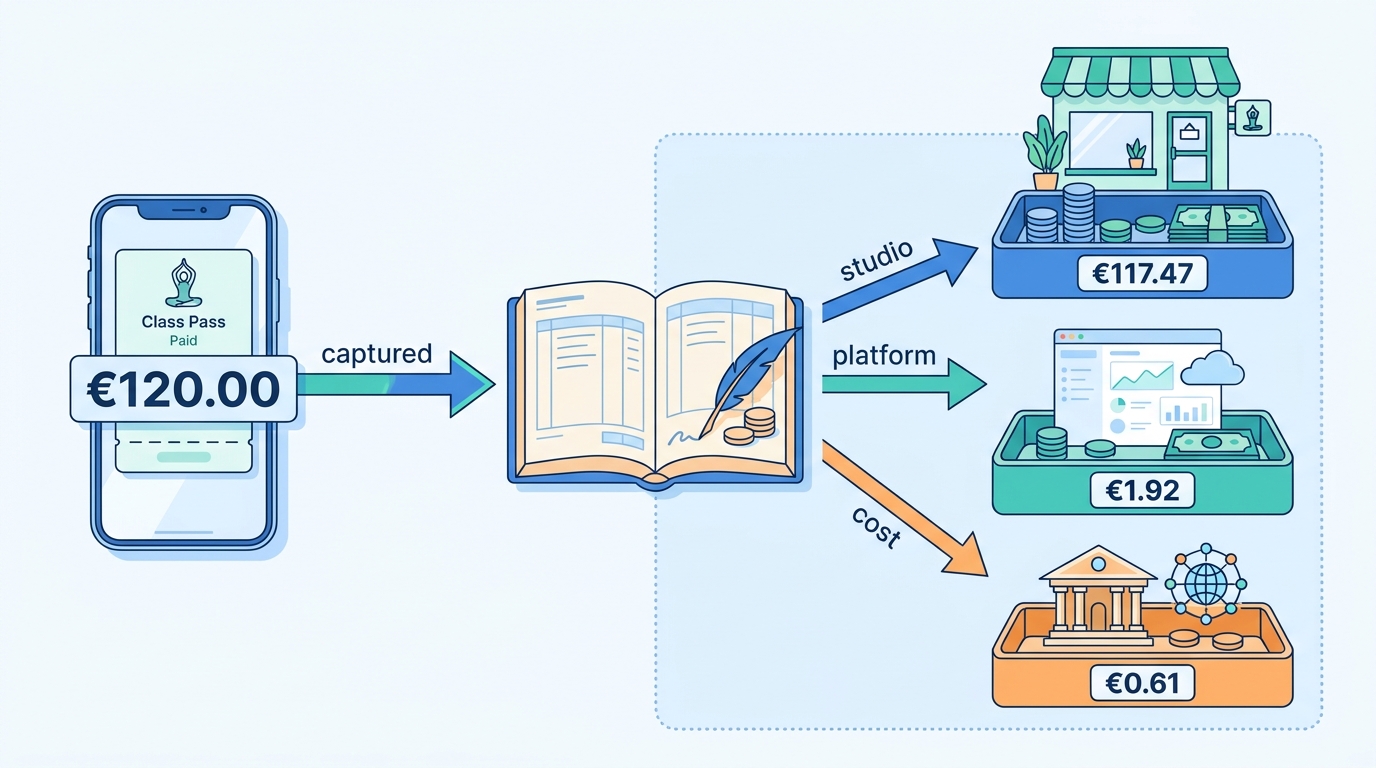 Class Pass
Paid
€120.00
captured
studio
platform
cost
€117.47
€1.92
€0.61